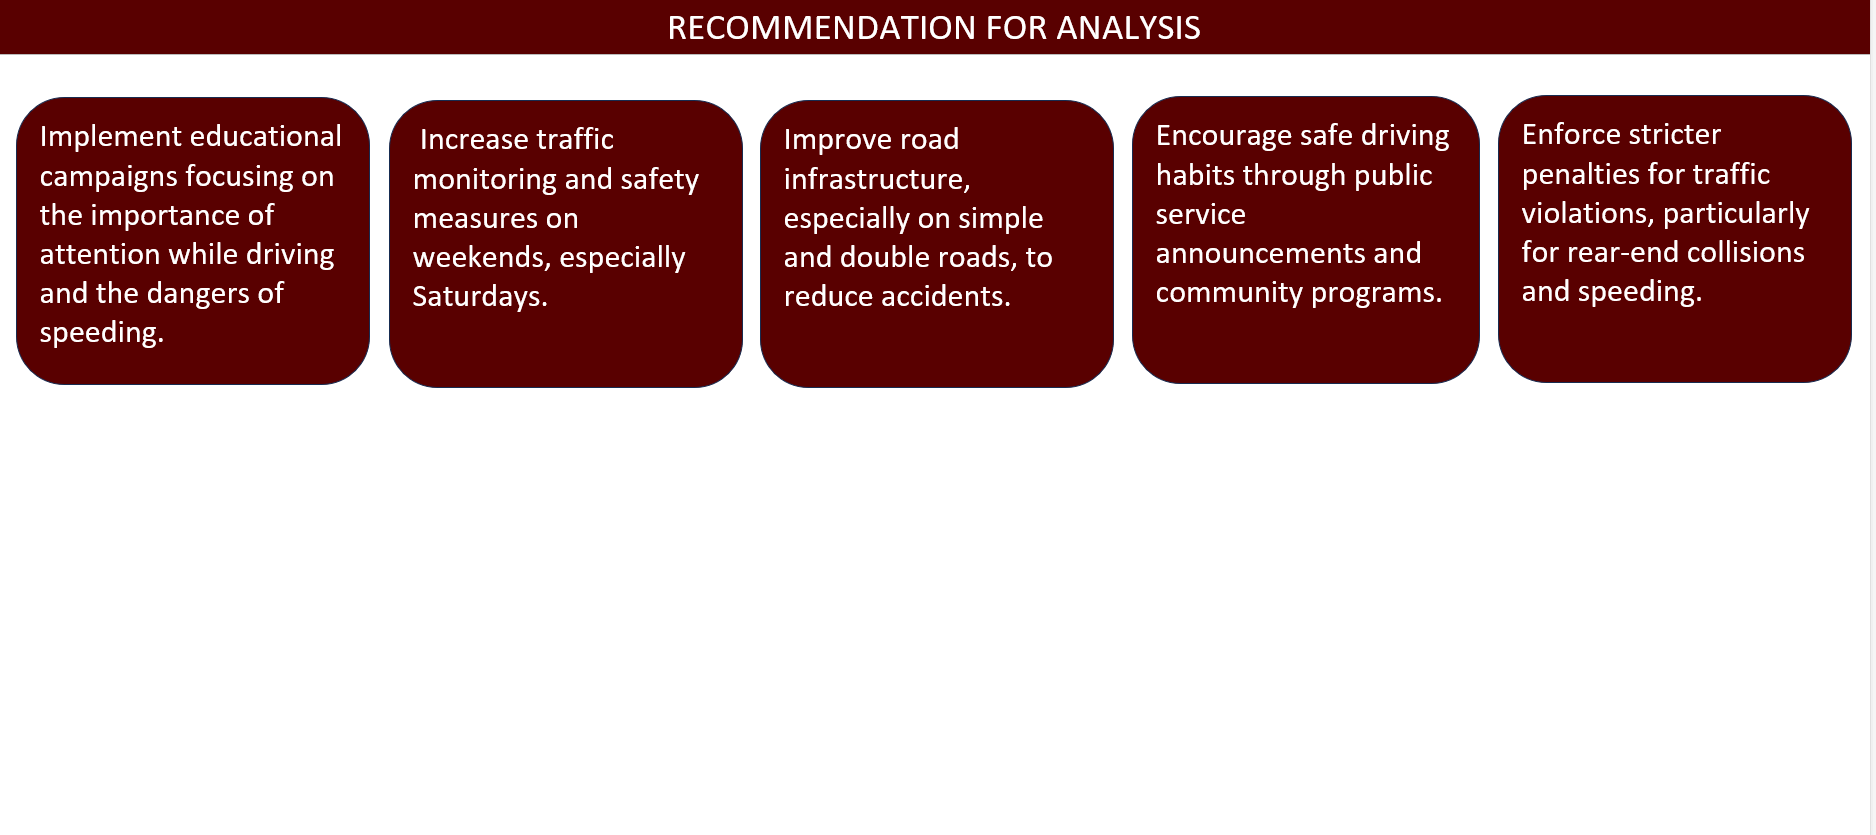 RECOMMENDATION FOR ANALYSIS
Implement educational
campaigns focusing on
the importance of
attention while driving
and the dangers of
speeding.
Increase traffic
monitoring and safety
measures on
weekends, especially
Saturdays.
Improve road
infrastructure,
especially on simple
and double roads, to
reduce accidents.
Encourage safe driving
habits through public
service
announcements and
community programs.
Enforce stricter
penalties for traffic
violations, particularly
for rear-end collisions
and speeding.